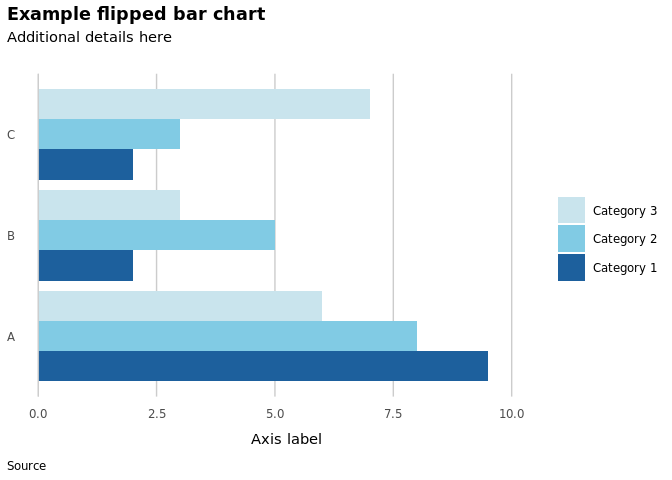 Example flipped bar chart
Additional details here
C
B
A
Category 3
Category 2
Category 1
0.0 2.5 5.0 7.5 10.0
Axis label
Source